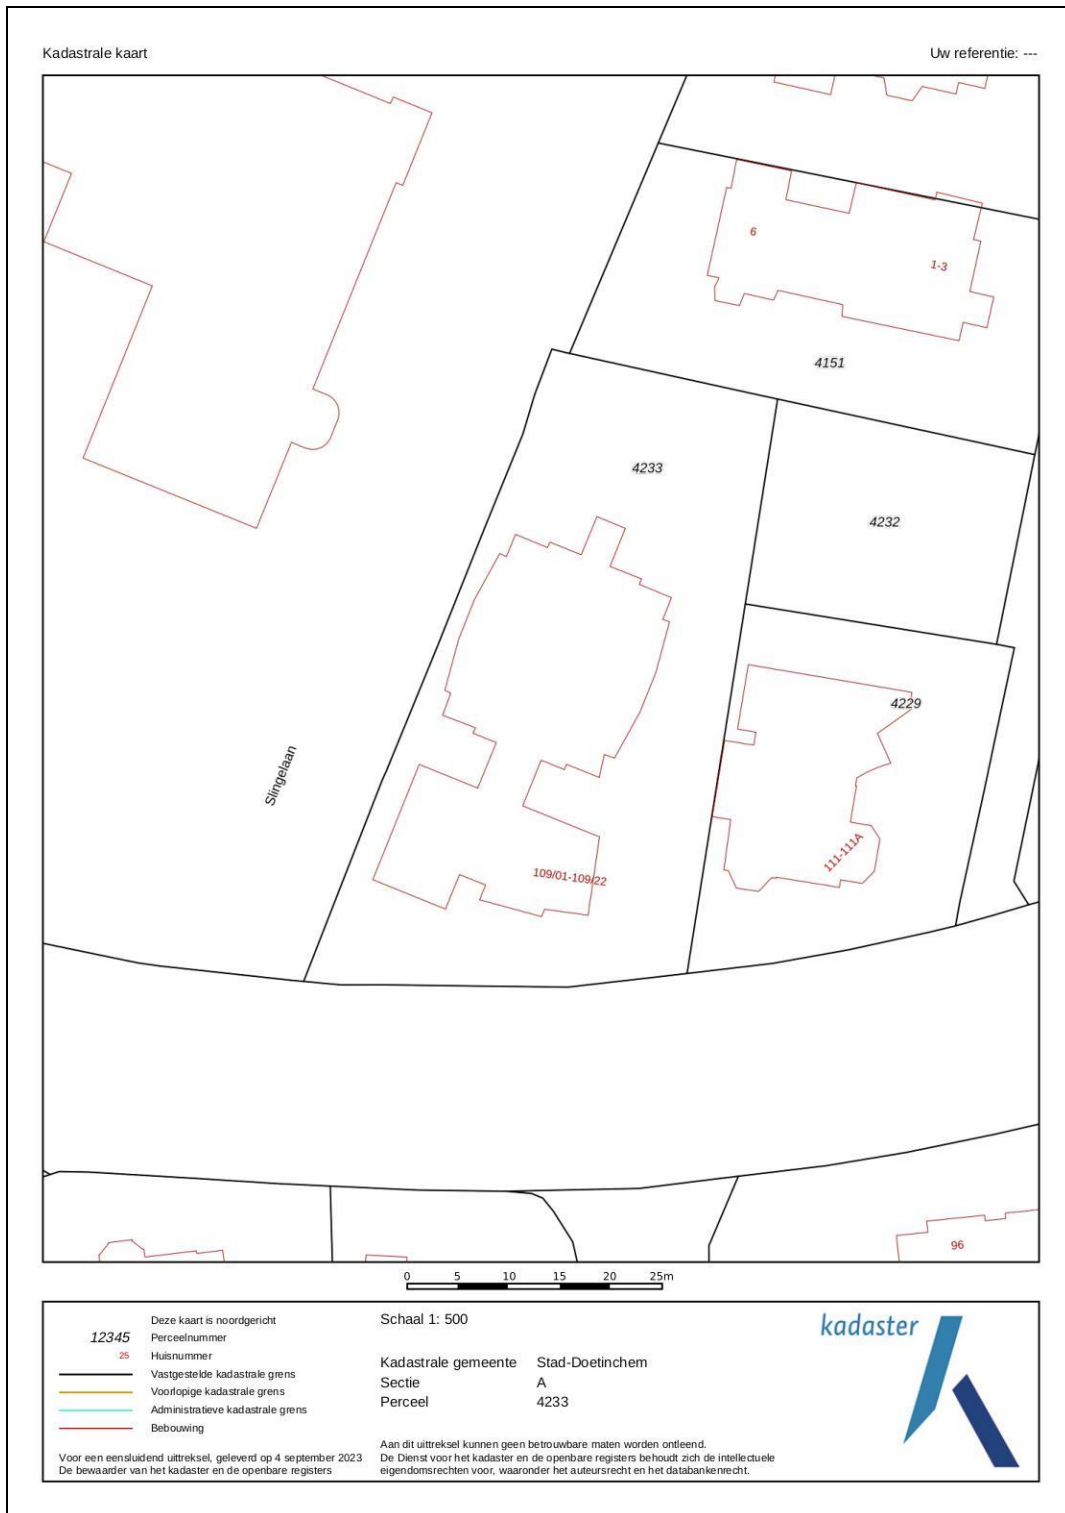 Kadastrale kaart
Uw referentie: ---
6
1-3
4151
4233
4232
4229
Slingelaan
111-111A
109/01-109/22
96
0 5 10 15 20 25m
Deze kaart is noordgericht
12345 Perceelnummer
25 Huisnummer
Vastgestelde kadastrale grens
Voorlopige kadastrale grens
Administratieve kadastrale grens
Bebouwing
Voor een eensluidend uittreksel, geleverd op 4 september 2023
De bewaarder van het kadaster en de openbare registers
Schaal 1: 500
Kadastrale gemeente Stad-Doetinchem
Sectie A
Perceel 4233
Aan dit uittreksel kunnen geen betrouwbare maten worden ontleend.
De Dienst voor het kadaster en de openbare registers behoudt zich de intellectuele
eigendomsrechten voor, waaronder het auteursrecht en het databankenrecht.
kadaster